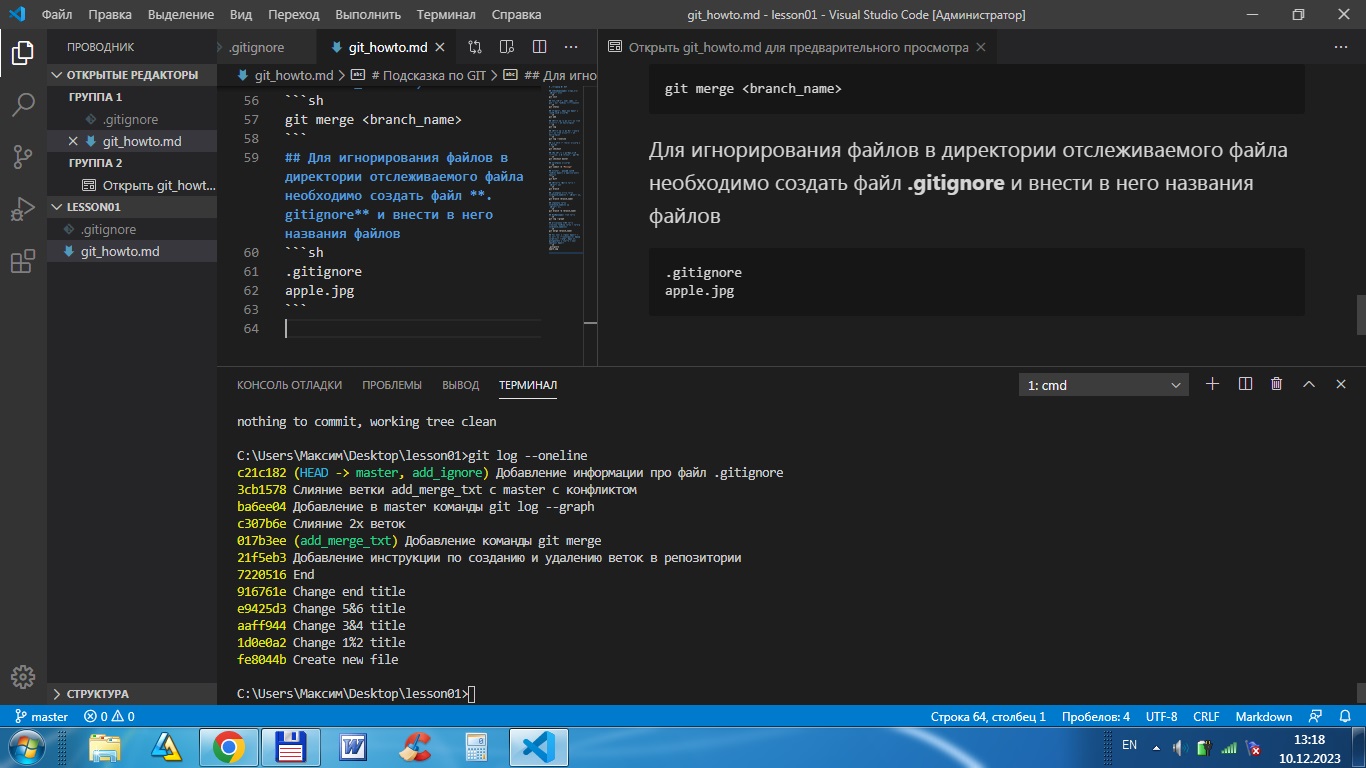 Файл Правка Выделение Вид Переход Выполнить Терминал Справка
git_howto.md - lesson01 - Visual Studio Code [Администратор]
ПРОВОДНИК
ОТКРЫТЫЕ РЕДАКТОРЫ
ГРУППА 1
.gitignore
git_howto.md
ГРУППА 2
Открыть git_howt...
LESSON01
.gitignore
git_howto.md
СТРУКТУРА
.gitignore
git_howto.md
git_howto.md > # Подсказка по GIT > ## Для игно
56 ```sh
57 git merge <branch_name>
58 ```
59 ## Для игнорирования файлов в
директории отслеживаемого файла
необходимо создать файл **.
gitignore** и внести в него
названия файлов
60 ```sh
61 .gitignore
62 apple.jpg
63 ```
64
Открыть git_howto.md для предварительного просмотра
git merge <branch_name>
Для игнорирования файлов в директории отслеживаемого файла
необходимо создать файл .gitignore и внести в него названия
файлов
.gitignore
apple.jpg
КОНСОЛЬ ОТЛАДКИ ПРОБЛЕМЫ ВЫВОД ТЕРМИНАЛ
1: cmd
nothing to commit, working tree clean
C:\Users\Максим\Desktop\lesson01>git log --oneline
c21c182 (HEAD -> master, add_ignore) Добавление информации про файл .gitignore
3cb1578 Слияние ветки add_merge_txt с master с конфликтом
ba6ee04 Добавление в master команды git log --graph
c307b6e Слияние 2х веток
017b3ee (add_merge_txt) Добавление команды git merge
21f5eb3 Добавление инструкции по созданию и удалению веток в репозитории
7220516 End
916761e Change end title
e9425d3 Change 5&6 title
aaff944 Change 3&4 title
1d0e0a2 Change 1%2 title
fe8044b Create new file
C:\Users\Максим\Desktop\lesson01>
master 0 0
Строка 64, столбец 1 Пробелов: 4 UTF-8 CRLF Markdown
EN
13:18
10.12.2023